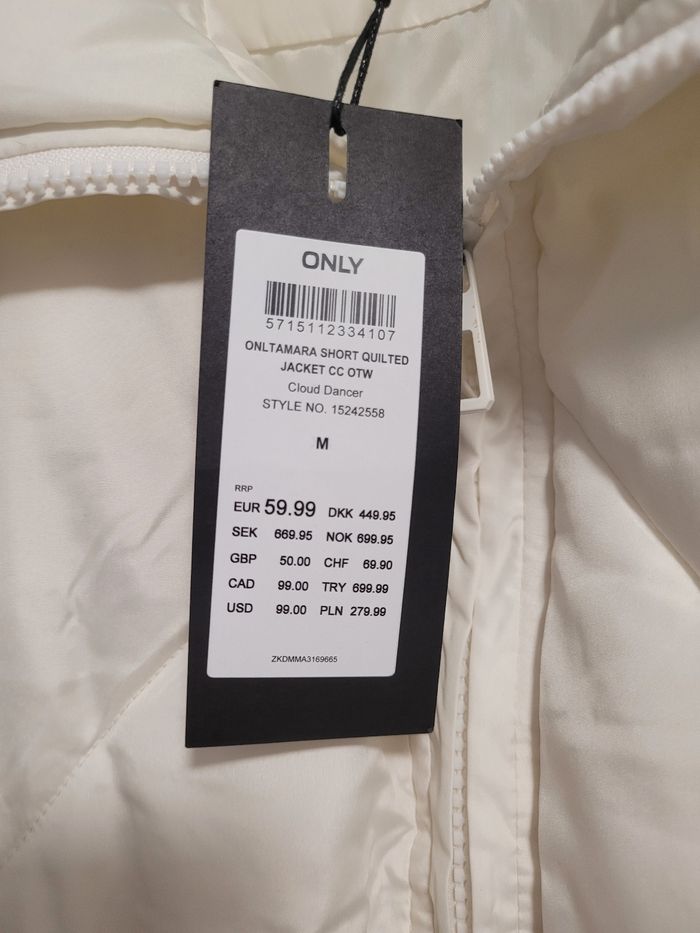 ONLY
5715112334107
ONLTAMARA SHORT QUILTED
JACKET CC OTW
Cloud Dancer
STYLE NO. 15242558
M
RRP
EUR 59.99 DKK 449.95
SEK 669.95 NOK 699.95
GBP 50.00 CHF 69.90
CAD 99.00 TRY 699.99
USD 99.00 PLN 279.99
ZKDMMA3169665